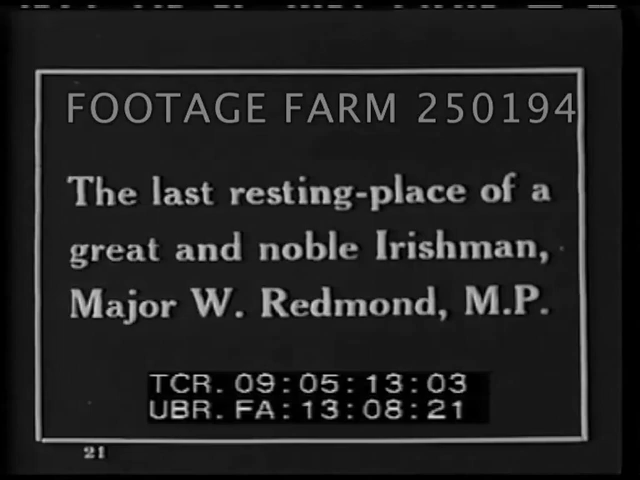 FOOTAGE FARM 250194
The last resting-place of a
great and noble Irishman,
Major W. Redmond, M.P.
TCR. 09:05:13:03
UBR. FA:13:08:21
21